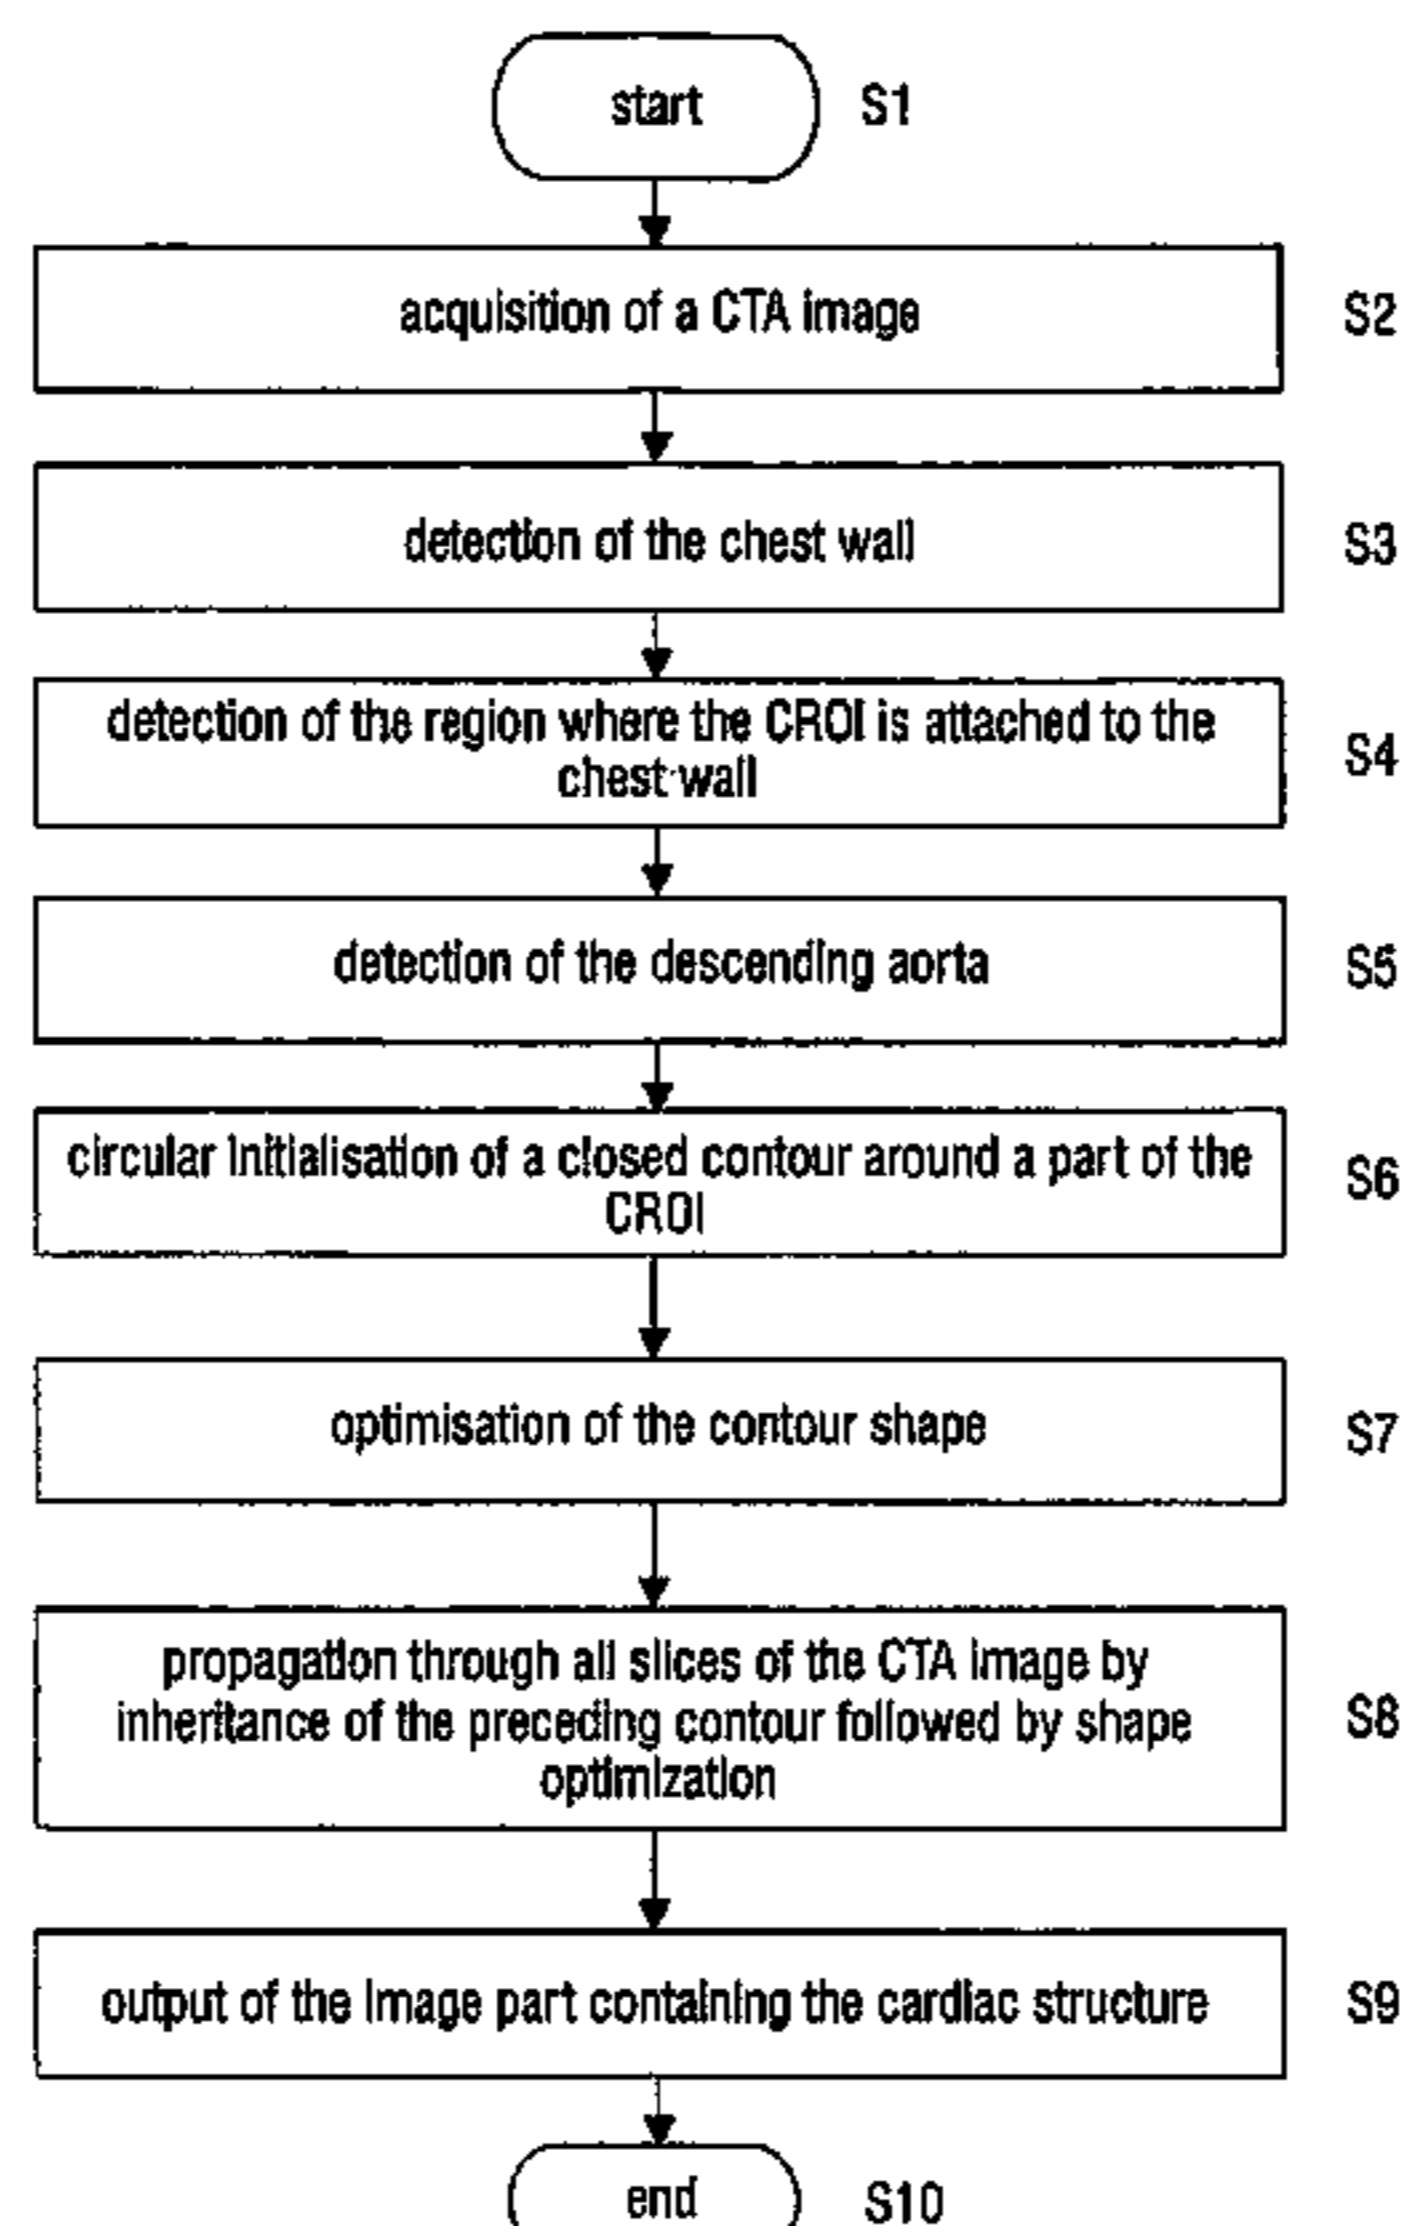 start S1
acquisition of a CTA image S2
detection of the chest wall S3
detection of the region where the CROI is attached to the
chest wall
S4
detection of the descending aorta S5
circular initialisation of a closed contour around a part of the
CROI
S6
optimisation of the contour shape S7
propagation through all slices of the CTA image by
inheritance of the preceding contour followed by shape
optimization
S8
output of the image part containing the cardiac structure S9
end S10